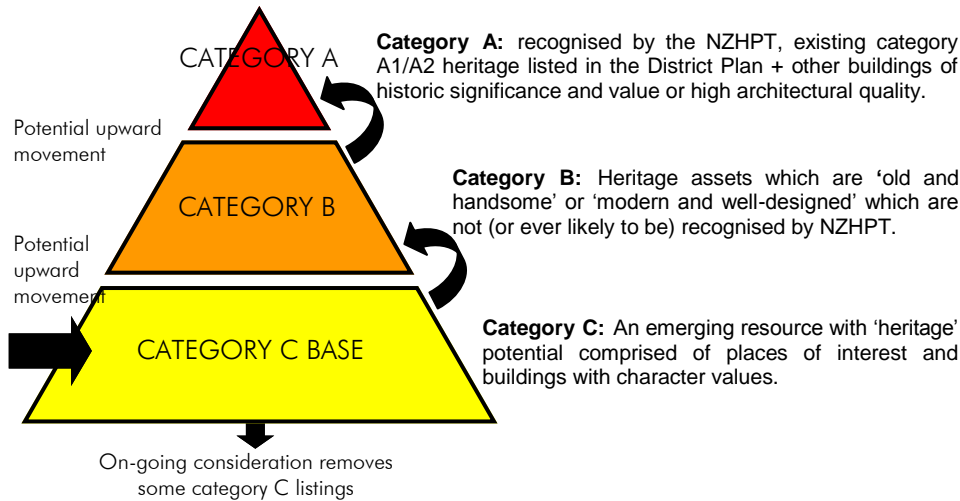 CATEGORY A
Category A: recognised by the NZHPT, existing category
A1/A2 heritage listed in the District Plan + other buildings of
historic significance and value or high architectural quality.
Potential upward
movement
CATEGORY B
Category B: Heritage assets which are 'old and
handsome' or 'modern and well-designed' which are
not (or ever likely to be) recognised by NZHPT.
Potential
upward
movement
CATEGORY C BASE
Category C: An emerging resource with 'heritage'
potential comprised of places of interest and
buildings with character values.
On-going consideration removes
some category C listings